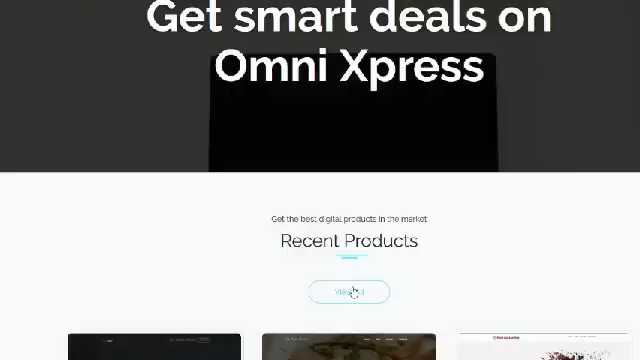 Get smart deals on
Omni Xpress
Get the best digital products in the market
Recent Products